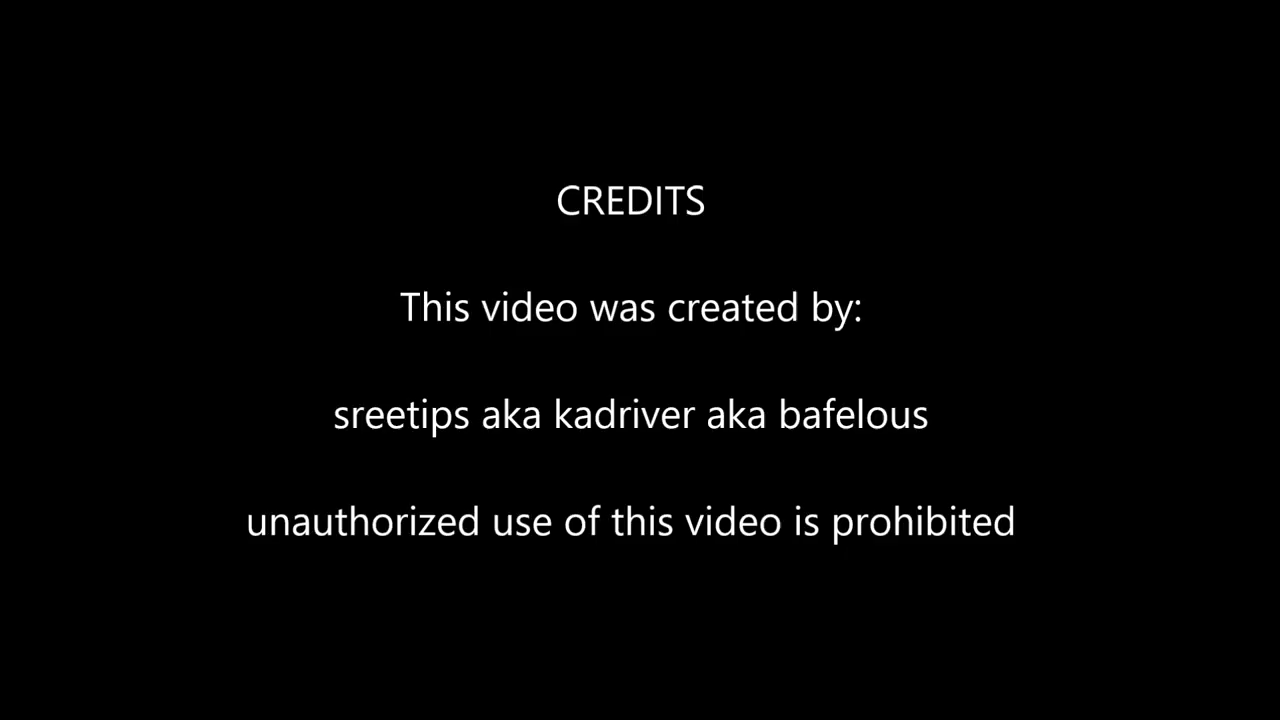 CREDITS
This video was created by:
sreetips aka kadriver aka bafelous
unauthorized use of this video is prohibited